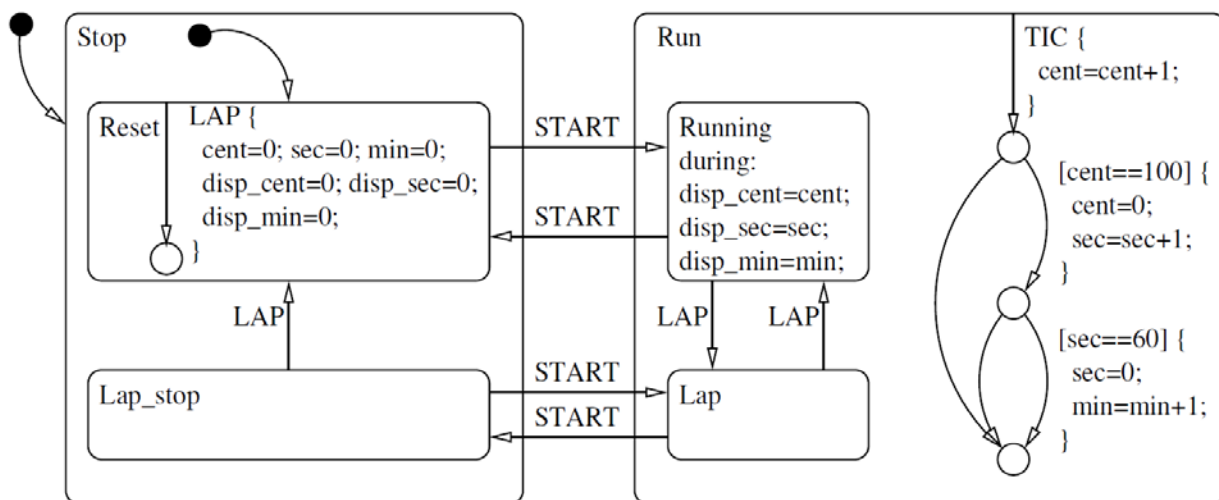 Stop
Reset
LAP {
cent=0; sec=0; min=0;
disp_cent=0; disp_sec=0;
disp_min=0;
}
LAP
Lap_stop
START
START
START
START
Run
Running
during:
disp_cent=cent;
disp_sec=sec;
disp_min=min;
LAP
LAP
Lap
TIC {
cent=cent+1;
}
[cent==100] {
cent=0;
sec=sec+1;
}
[sec==60] {
sec=0;
min=min+1;
}